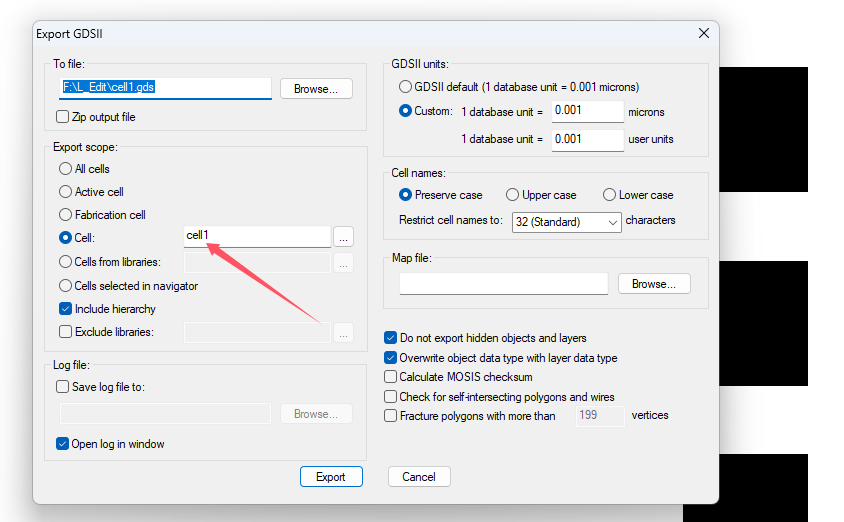 Export GDSII
To file:
F:\L_Edit\cell1.gds
Browse...
Zip output file
Export scope:
All cells
Active cell
Fabrication cell
Cell:
cell1
...
Cells from libraries:
...
Cells selected in navigator
Include hierarchy
Exclude libraries:
...
Log file:
Save log file to:
Browse...
Open log in window
GDSII units:
GDSII default (1 database unit = 0.001 microns)
Custom: 1 database unit = 0.001 microns
1 database unit = 0.001 user units
Cell names:
Preserve case
Upper case
Lower case
Restrict cell names to: 32 (Standard) characters
Map file:
Browse...
Do not export hidden objects and layers
Overwrite object data type with layer data type
Calculate MOSIS checksum
Check for self-intersecting polygons and wires
Fracture polygons with more than 199 vertices
Export
Cancel